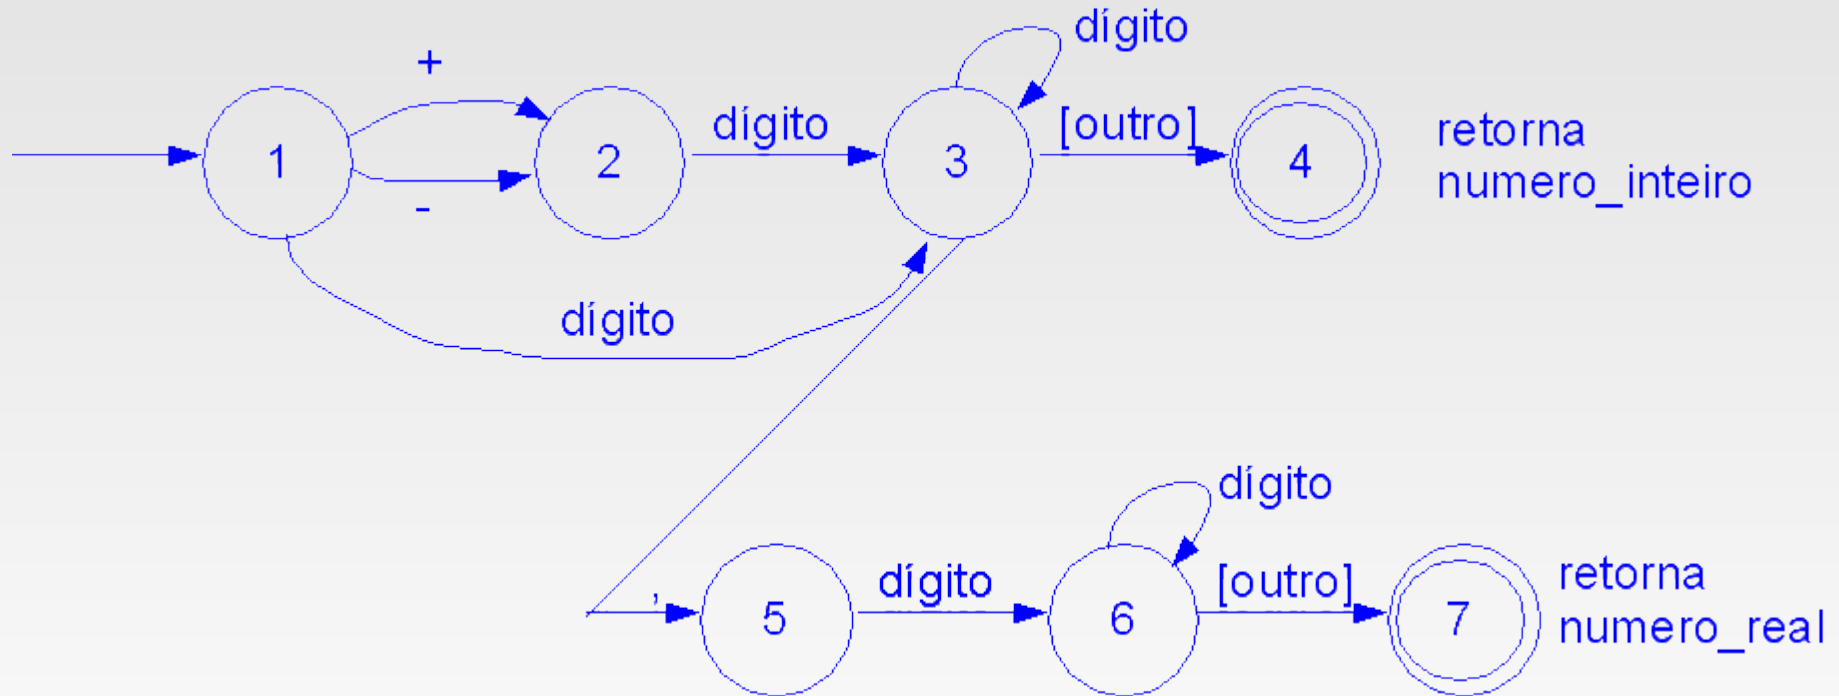 dígito
+
1
2
dígito
3
[outro]
4
retorna
numero_inteiro
-
dígito
dígito
,
5
dígito
6
[outro]
7
retorna
numero_real